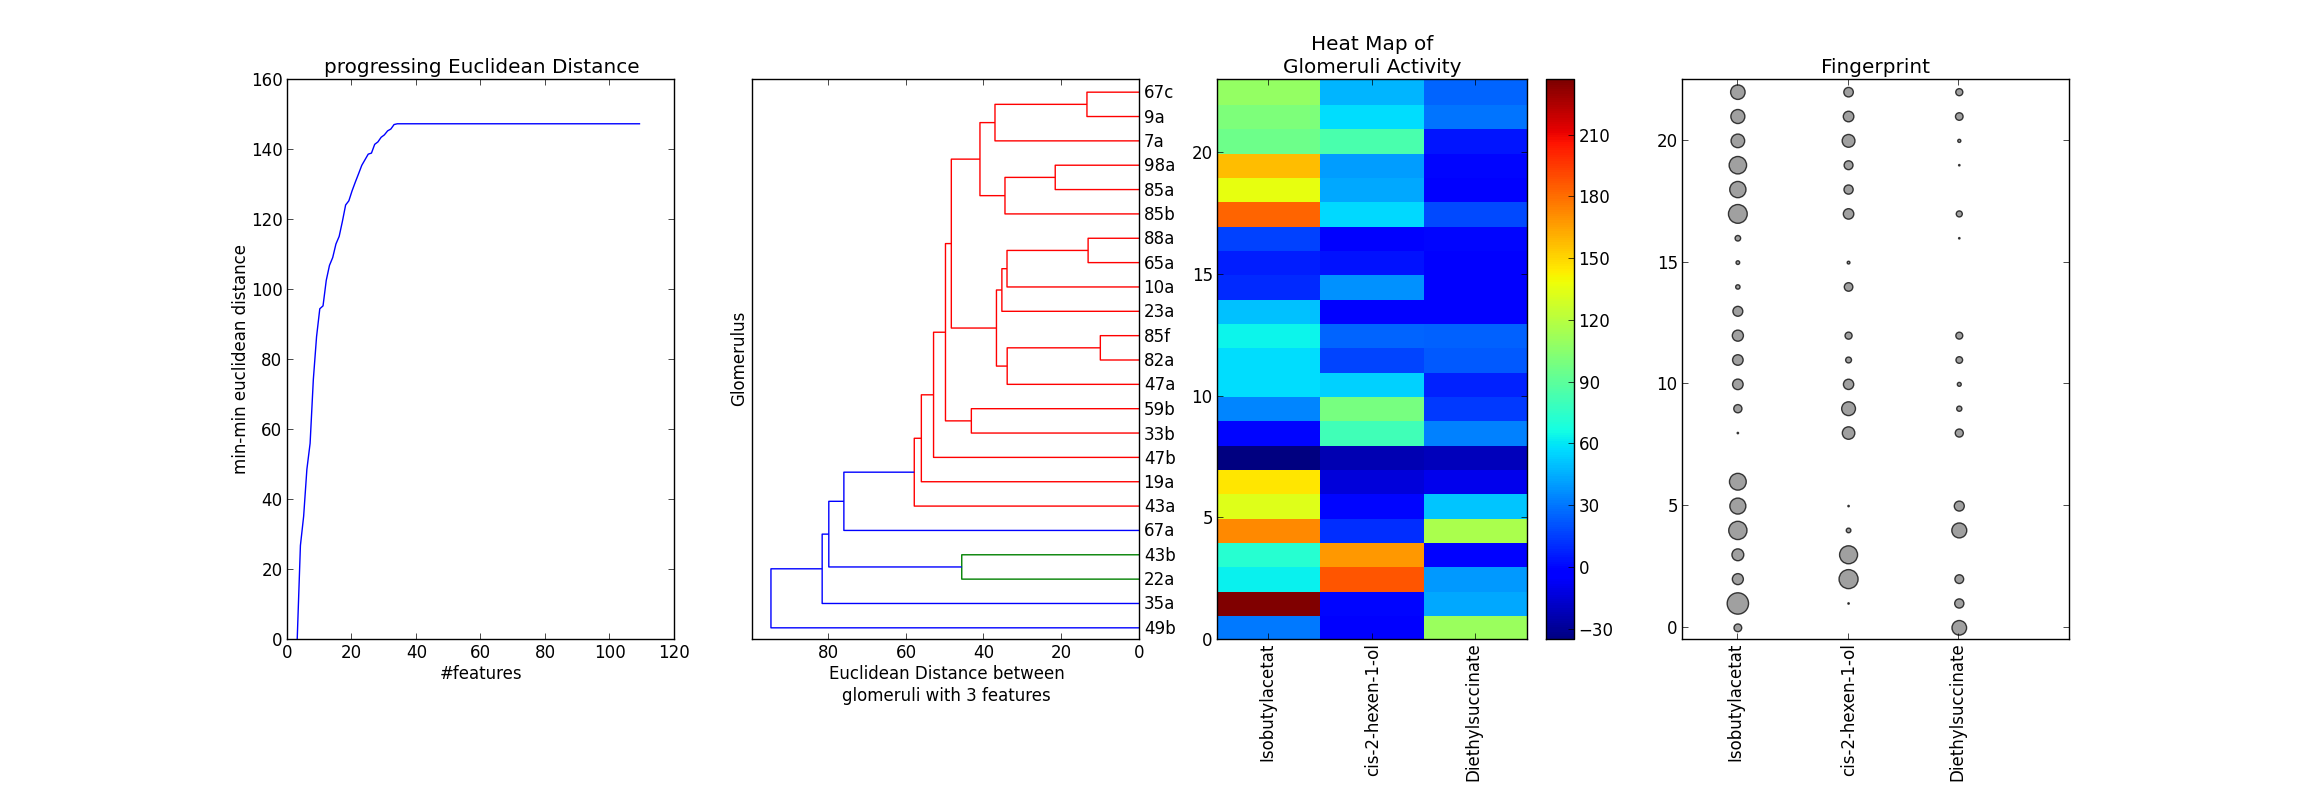 progressing Euclidean Distance
160
140
120
100
80
60
40
20
0
min-min euclidean distance
0 20 40 60 80 100 120
#features
Glomerulus
67c
9a
7a
98a
85a
85b
88a
65a
10a
23a
85f
82a
47a
59b
33b
47b
19a
43a
67a
43b
22a
35a
49b
80 60 40 20 0
Euclidean Distance between
glomeruli with 3 features
Heat Map of
Glomeruli Activity
20
15
10
5
0
Isobutylacetat
cis-2-hexen-1-ol
Diethylsuccinate
210
180
150
120
90
60
30
0
−30
Fingerprint
20
15
10
5
0
Isobutylacetat
cis-2-hexen-1-ol
Diethylsuccinate